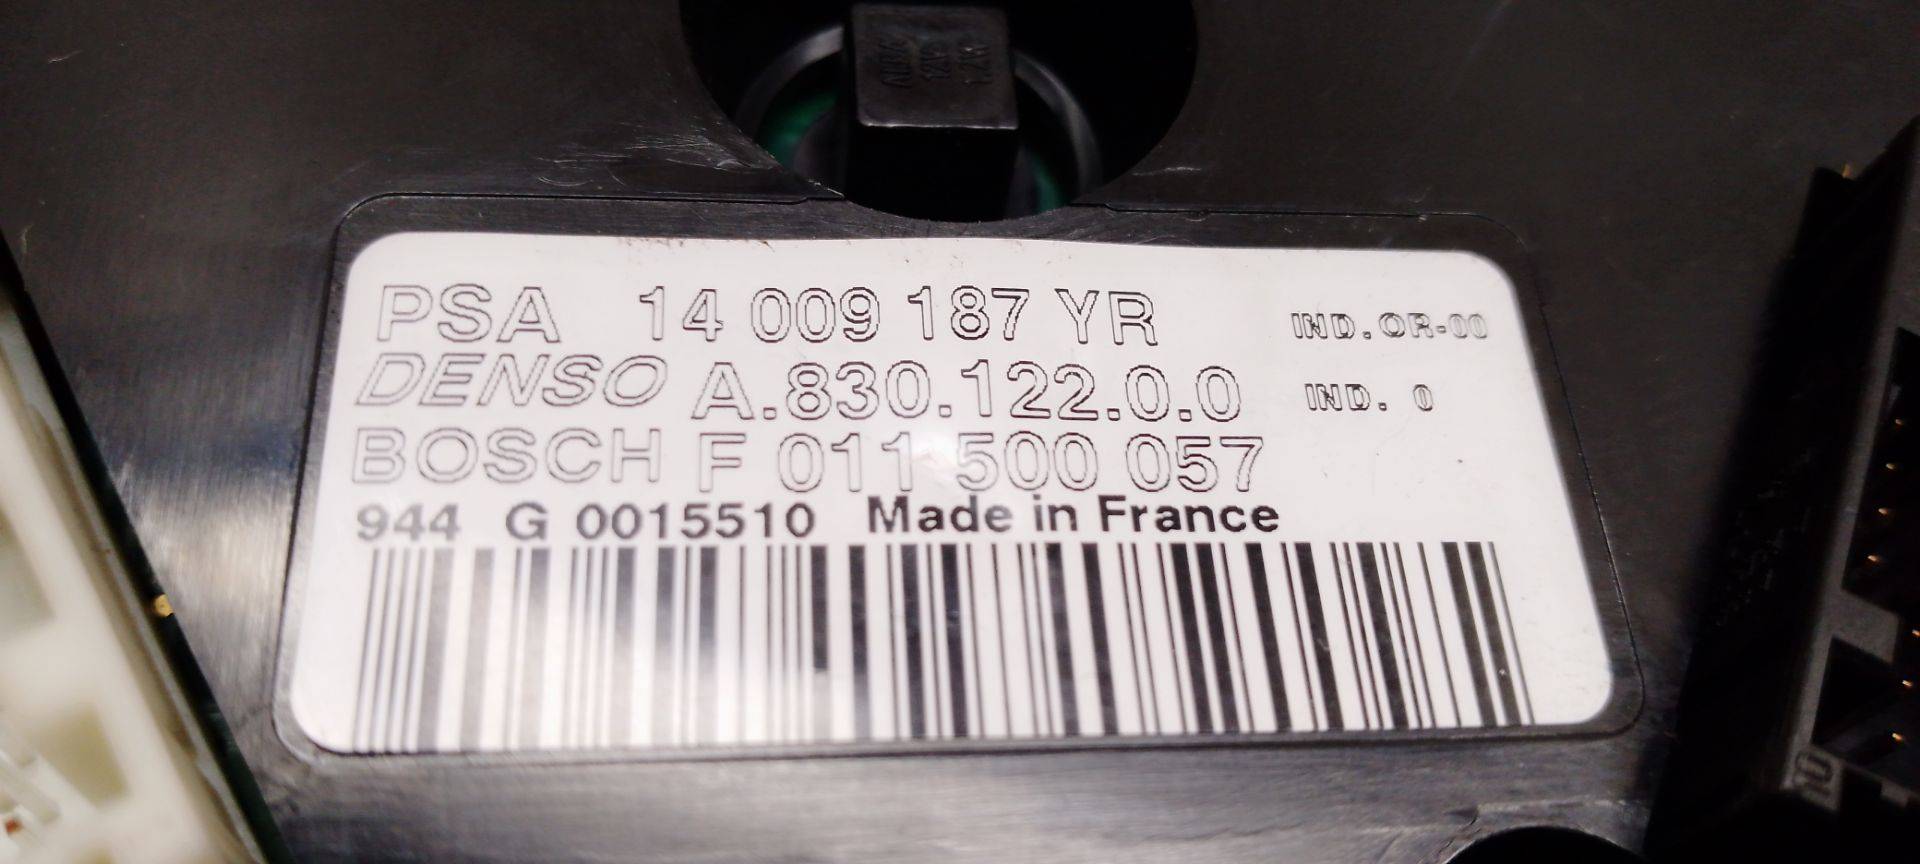 12V
PSA 14 009 187 YR IND.OR-00
DENSO A.830.122.0.0 IND. 0
BOSCH F 011 500 057
944 G 0015510 Made in France